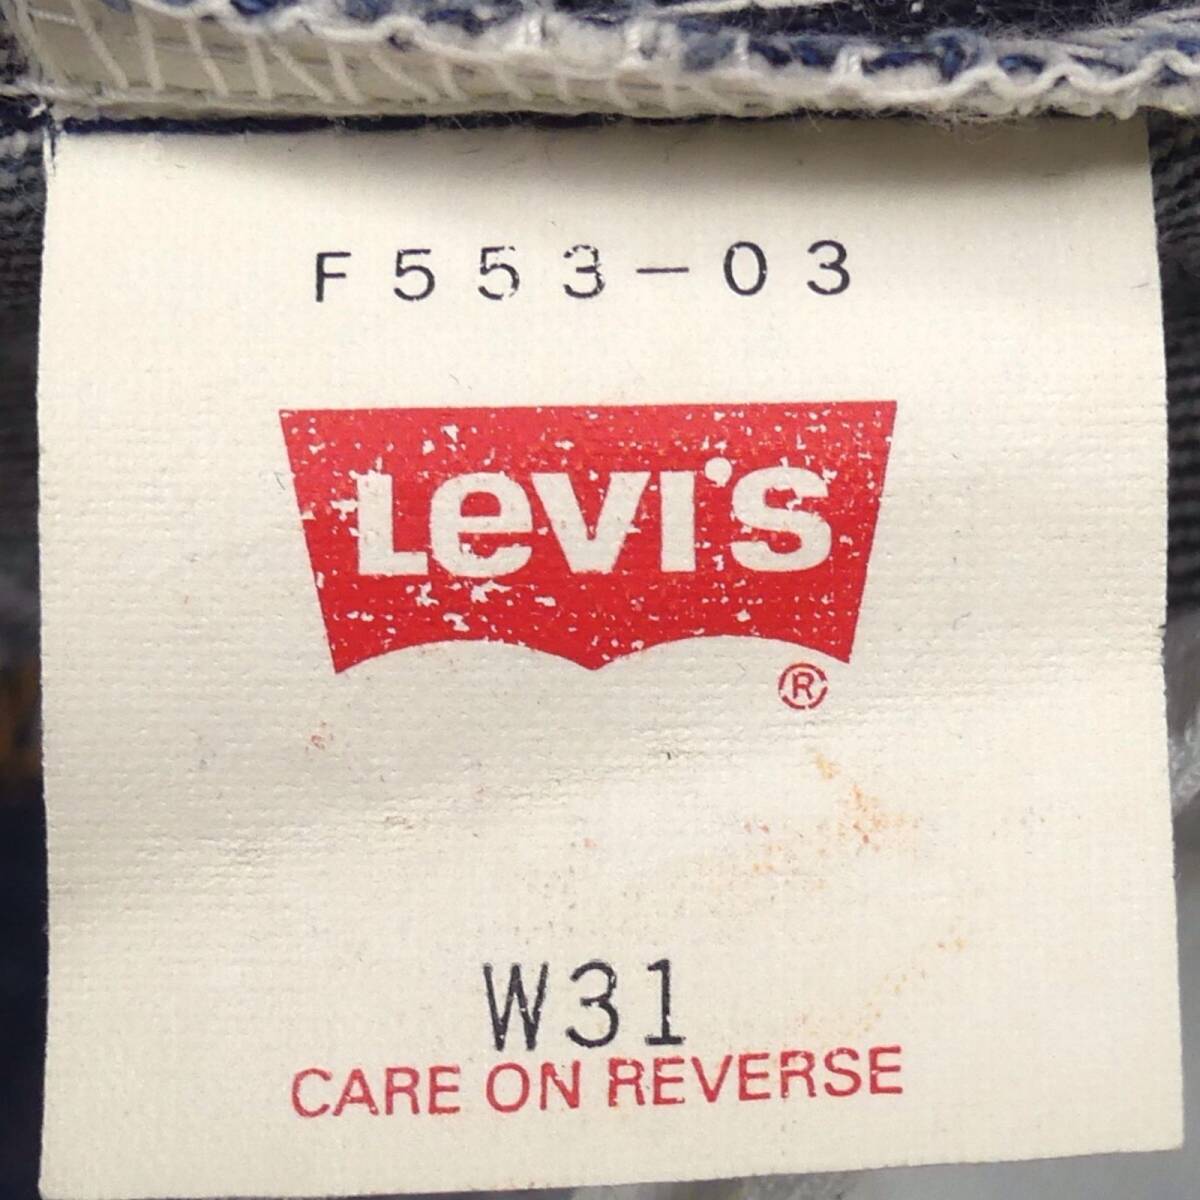 F553-03
Levi's
®
W31
CARE ON REVERSE